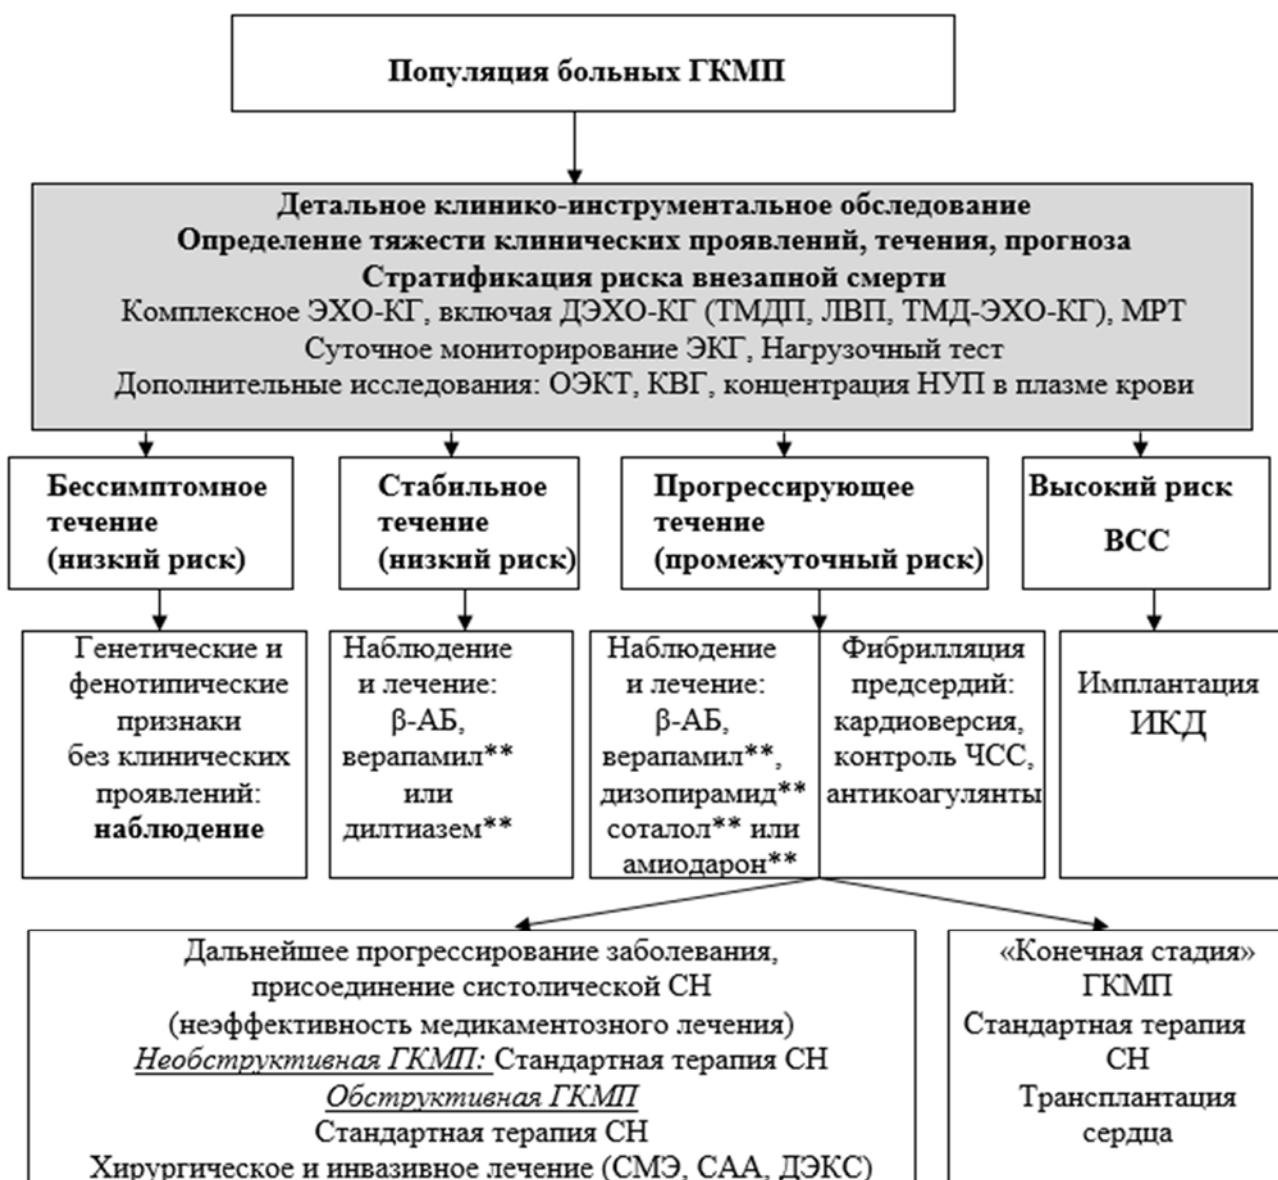 Популяция больных ГКМП
Детальное клинико-инструментальное обследование
Определение тяжести клинических проявлений, течения, прогноза
Стратификация риска внезапной смерти
Комплексное ЭХО-КГ, включая ДЭХО-КГ (ТМДП, ЛВП, ТМД-ЭХО-КГ), МРТ
Суточное мониторирование ЭКГ, Нагрузочный тест
Дополнительные исследования: ОЭКТ, КВГ, концентрация НУП в плазме крови
Бессимптомное
течение
(низкий риск)
Стабильное
течение
(низкий риск)
Прогрессирующее
течение
(промежуточный риск)
Высокий риск
ВСС
Генетические и
фенотипические
признаки
без клинических
проявлений:
наблюдение
Наблюдение
и лечение:
β-АБ,
верапамил**
или
дилтиазем**
Наблюдение
и лечение:
β-АБ,
верапамил**,
дизопирамид**
соталол** или
амиодарон**
Фибрилляция
предсердий:
кардиоверсия,
контроль ЧСС,
антикоагулянты
Имплантация
ИКД
Дальнейшее прогрессирование заболевания,
присоединение систолической СН
(неэффективность медикаментозного лечения)
Необструктивная ГКМП: Стандартная терапия СН
Обструктивная ГКМП
Стандартная терапия СН
Хирургическое и инвазивное лечение (СМЭ, САА, ДЭКС)
«Конечная стадия»
ГКМП
Стандартная терапия
СН
Трансплантация
сердца